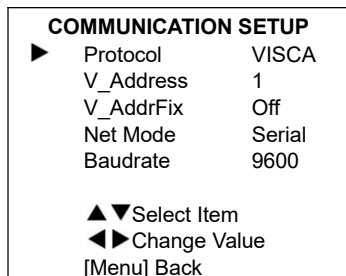 COMMUNICATION SETUP
▶ Protocol VISCA
V_Address 1
V_AddrFix Off
Net Mode Serial
Baudrate 9600
▲▼Select Item
◀▶Change Value
[Menu] Back